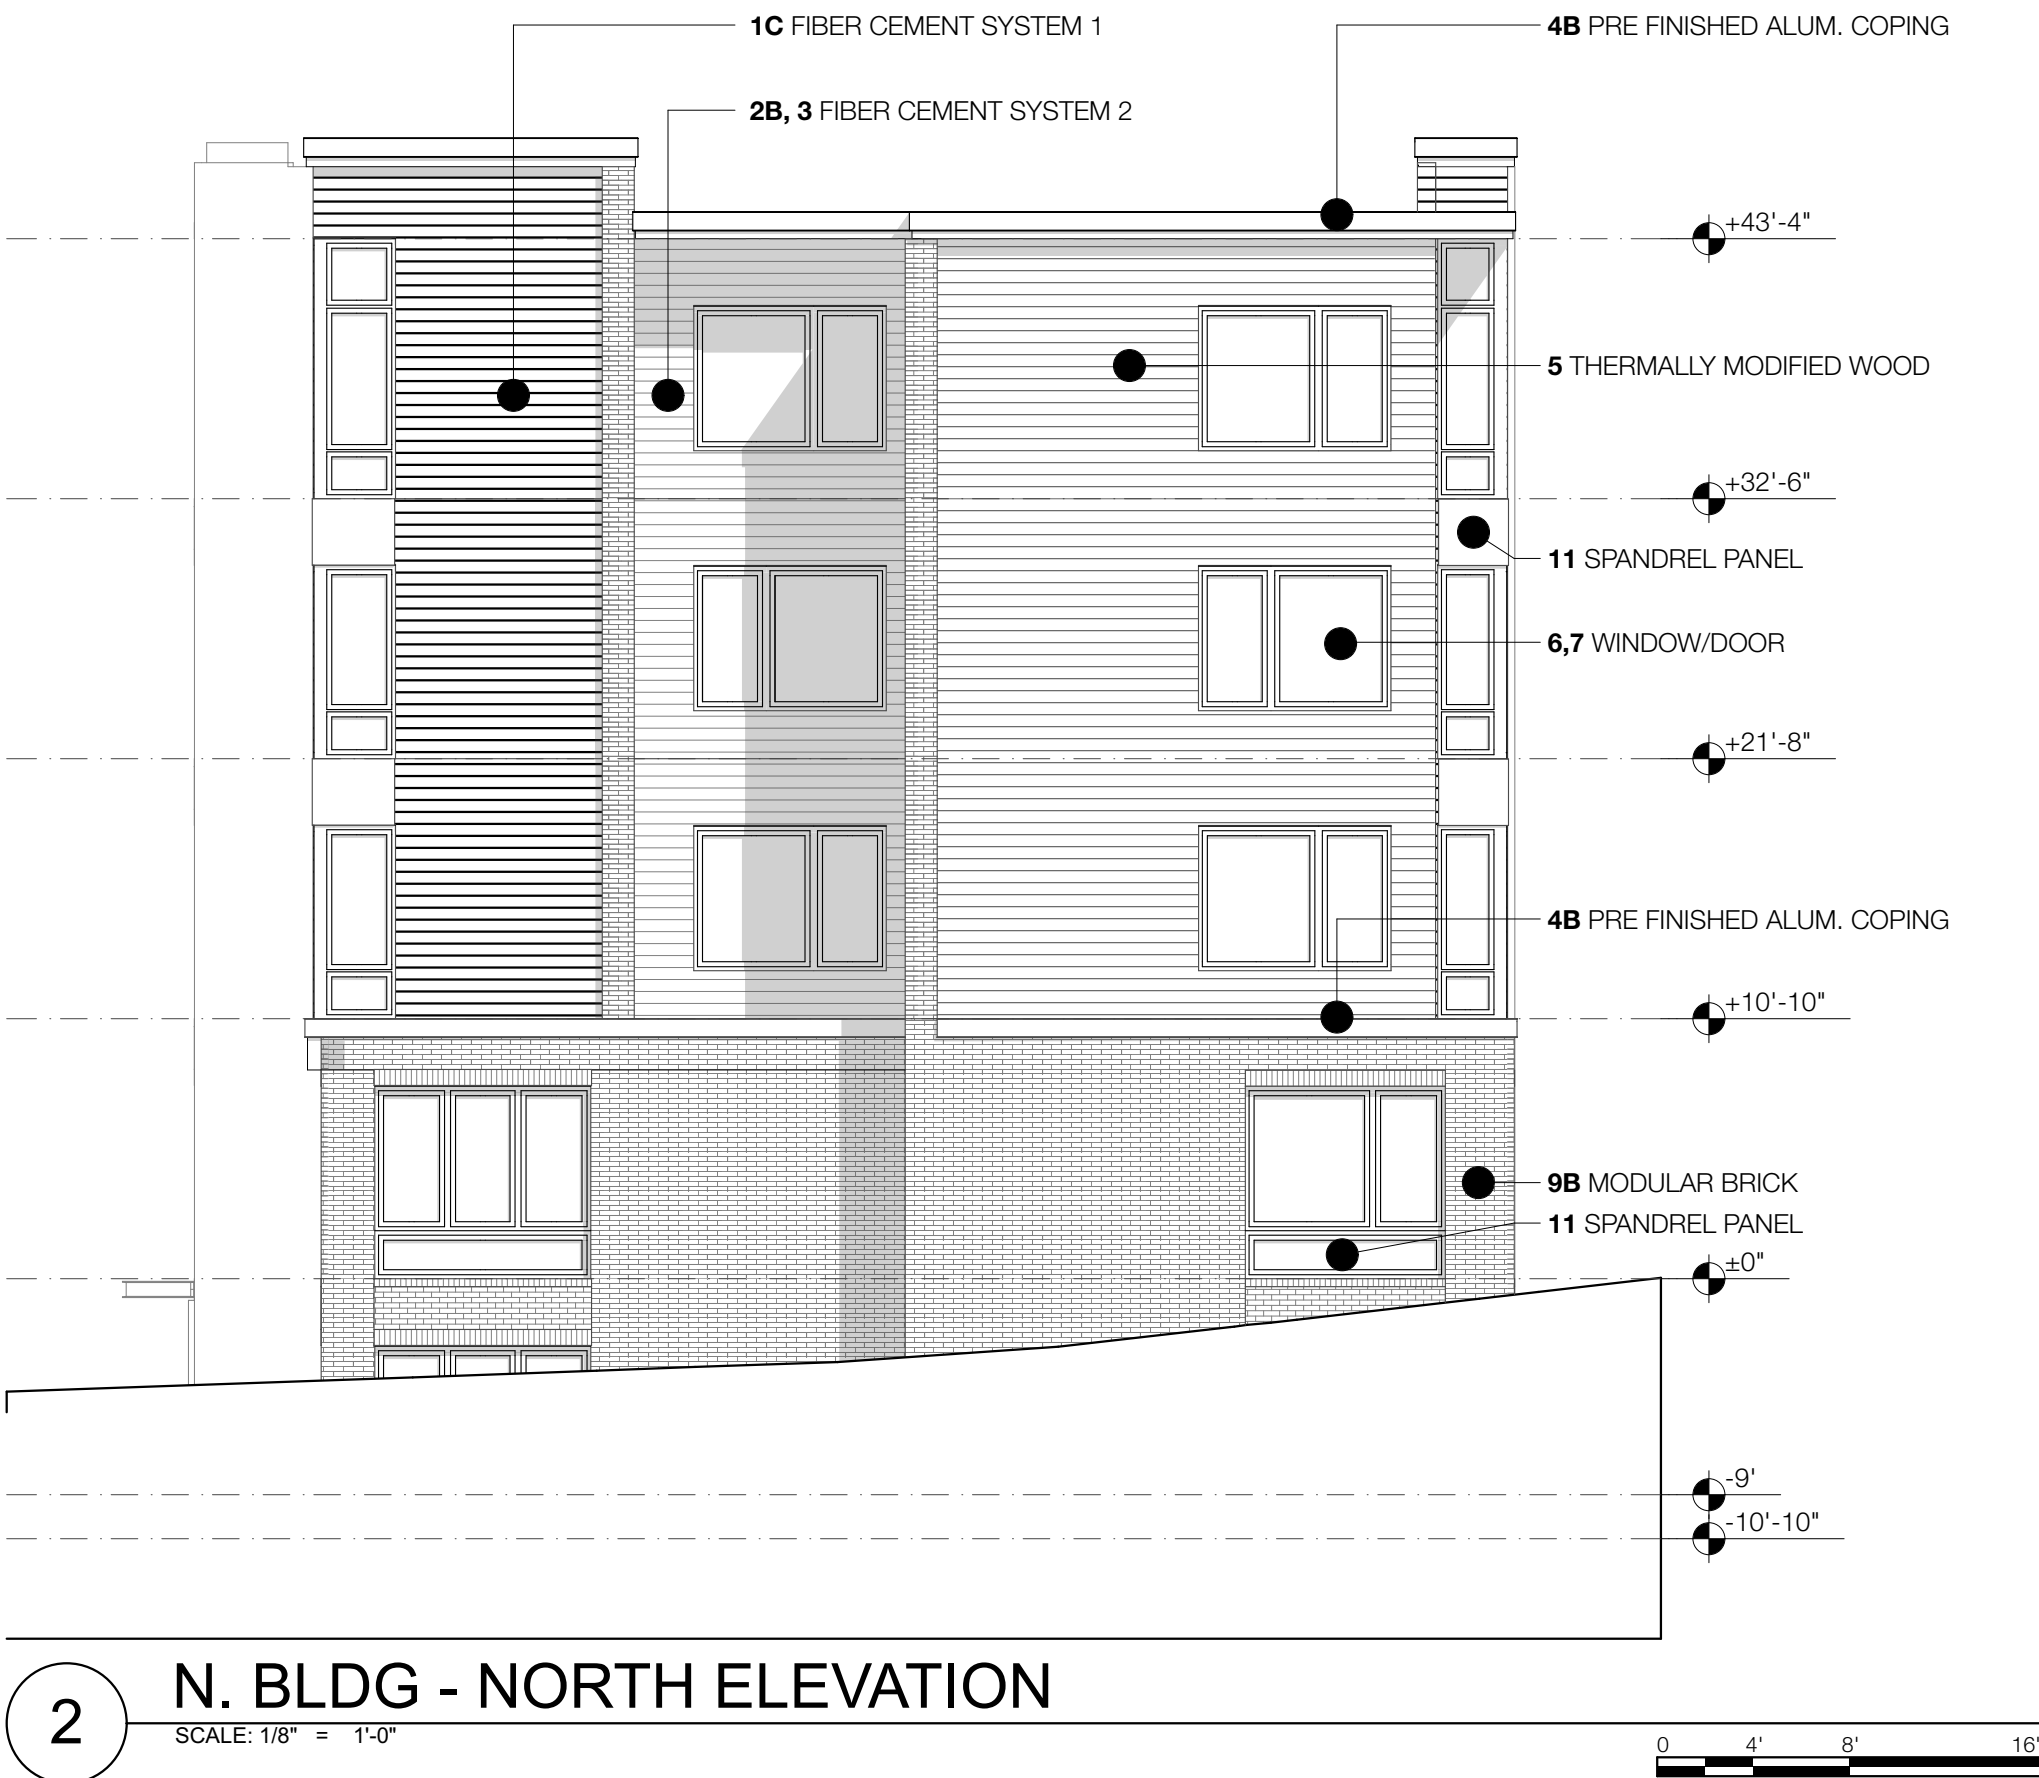 1C FIBER CEMENT SYSTEM 1
4B PRE FINISHED ALUM. COPING
2B, 3 FIBER CEMENT SYSTEM 2
+43'-4"
5 THERMALLY MODIFIED WOOD
+32'-6"
11 SPANDREL PANEL
6,7 WINDOW/DOOR
+21'-8"
4B PRE FINISHED ALUM. COPING
+10'-10"
9B MODULAR BRICK
11 SPANDREL PANEL
±0"
-9'
-10'-10"
2
N. BLDG - NORTH ELEVATION
SCALE: 1/8" = 1'-0"
0 4' 8' 16'